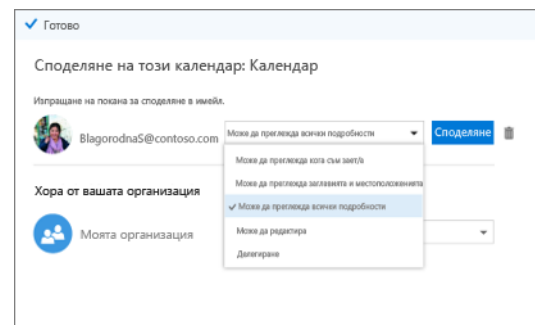 Готово
Споделяне на този календар: Календар
Изпращане на покана за споделяне в имейл.
BlagorodnaS@contoso.com Може да преглежда всички подробности Споделяне
Може да преглежда кога съм зает/а
Може да преглежда заглавията и местоположенията
Може да преглежда всички подробности
Може да редактира
Делегиране
Хора от вашата организация
Моята организация